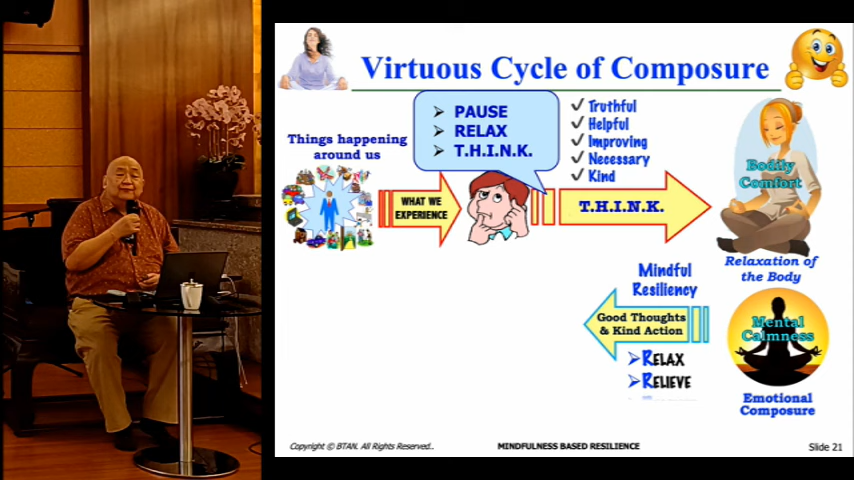 Virtuous Cycle of Composure
Things happening
around us
WHAT WE
EXPERIENCE
➢ PAUSE
➢ RELAX
➢ T.H.I.N.K.
✓ Truthful
✓ Helpful
✓ Improving
✓ Necessary
✓ Kind
T.H.I.N.K.
Bodily
Comfort
Relaxation of
the Body
Mindful
Resiliency
Good Thoughts
& Kind Action
➢ RELAX
➢ RELIEVE
Mental
Calmness
Emotional
Composure
Copyright © BTAN. All Rights Reserved..
MINDFULNESS BASED RESILIENCE
Slide 21